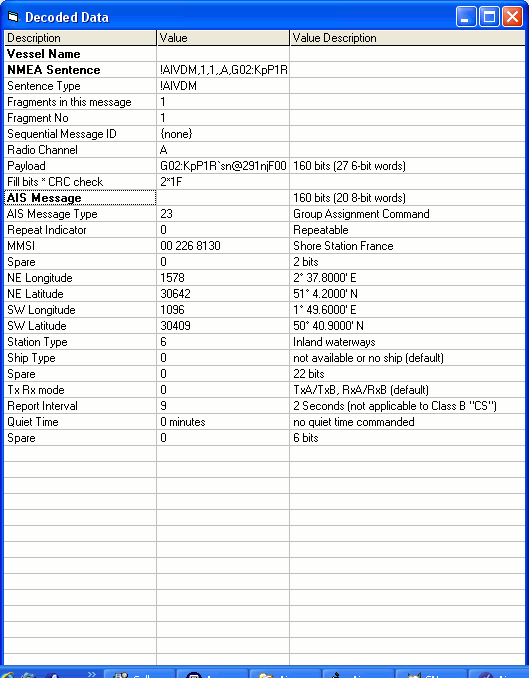 Decoded Data
Description Value Value Description
Vessel Name
NMEA Sentence !AIVDM,1,1,,A,G02:KpP1R
Sentence Type !AIVDM
Fragments in this message 1
Fragment No 1
Sequential Message ID {none}
Radio Channel A
Payload G02:KpP1R`sn@291njF00 160 bits (27 6-bit words)
Fill bits * CRC check 2*1F
AIS Message 160 bits (20 8-bit words)
AIS Message Type 23 Group Assignment Command
Repeat Indicator 0 Repeatable
MMSI 00 226 8130 Shore Station France
Spare 0 2 bits
NE Longitude 1578 2° 37.8000' E
NE Latitude 30642 51° 4.2000' N
SW Longitude 1096 1° 49.6000' E
SW Latitude 30409 50° 40.9000' N
Station Type 6 Inland waterways
Ship Type 0 not available or no ship (default)
Spare 0 22 bits
Tx Rx mode 0 TxA/TxB, RxA/RxB (default)
Report Interval 9 2 Seconds (not applicable to Class B "CS")
Quiet Time 0 minutes no quiet time commanded
Spare 0 6 bits